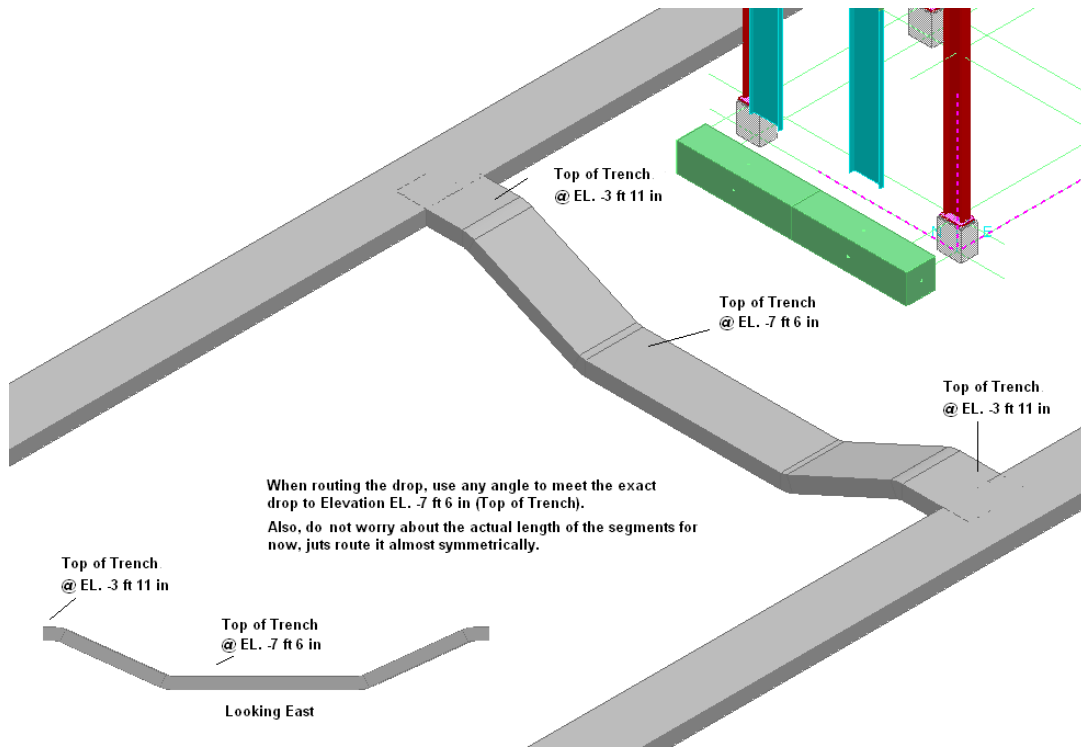 Top of Trench
@ EL. -3 ft 11 in
N E
Top of Trench
@ EL. -7 ft 6 in
Top of Trench
@ EL. -3 ft 11 in
When routing the drop, use any angle to meet the exact
drop to Elevation EL. -7 ft 6 in (Top of Trench).
Also, do not worry about the actual length of the segments for
now, juts route it almost symmetrically.
Top of Trench
@ EL. -3 ft 11 in
Top of Trench
@ EL. -7 ft 6 in
Looking East